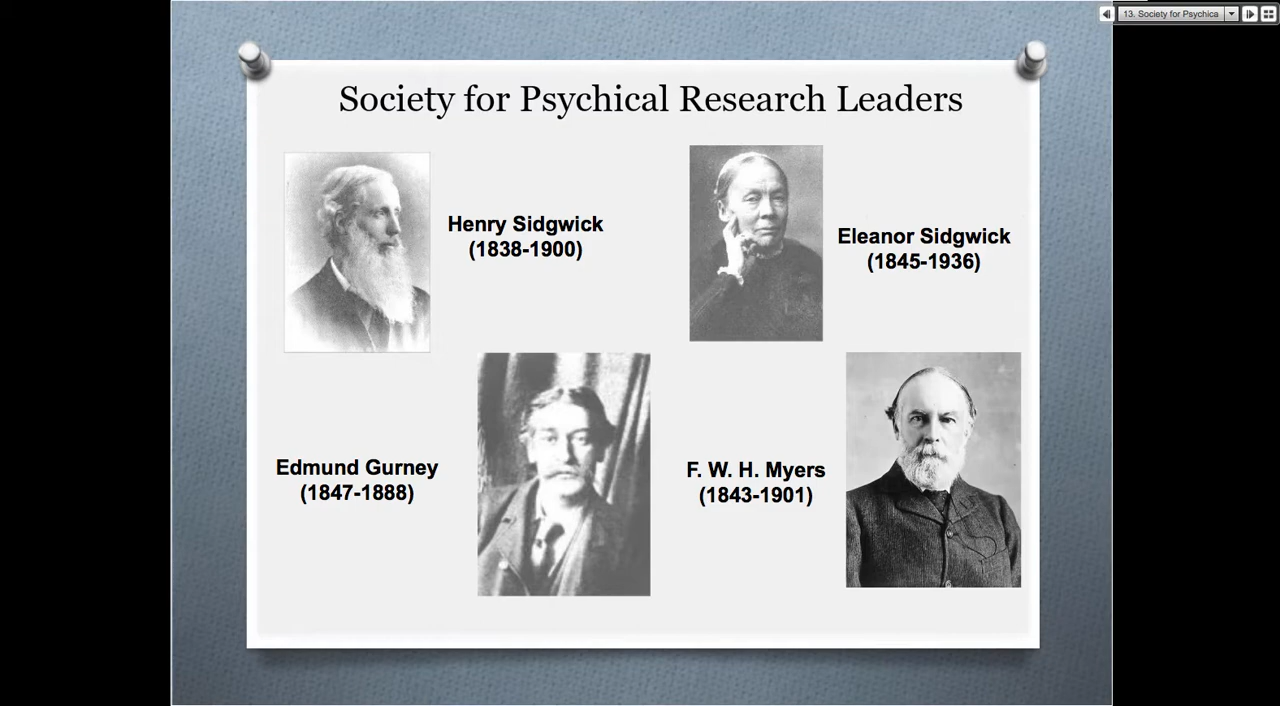 13. Society for Psychica
Society for Psychical Research Leaders
Henry Sidgwick
(1838-1900)
Eleanor Sidgwick
(1845-1936)
Edmund Gurney
(1847-1888)
F. W. H. Myers
(1843-1901)